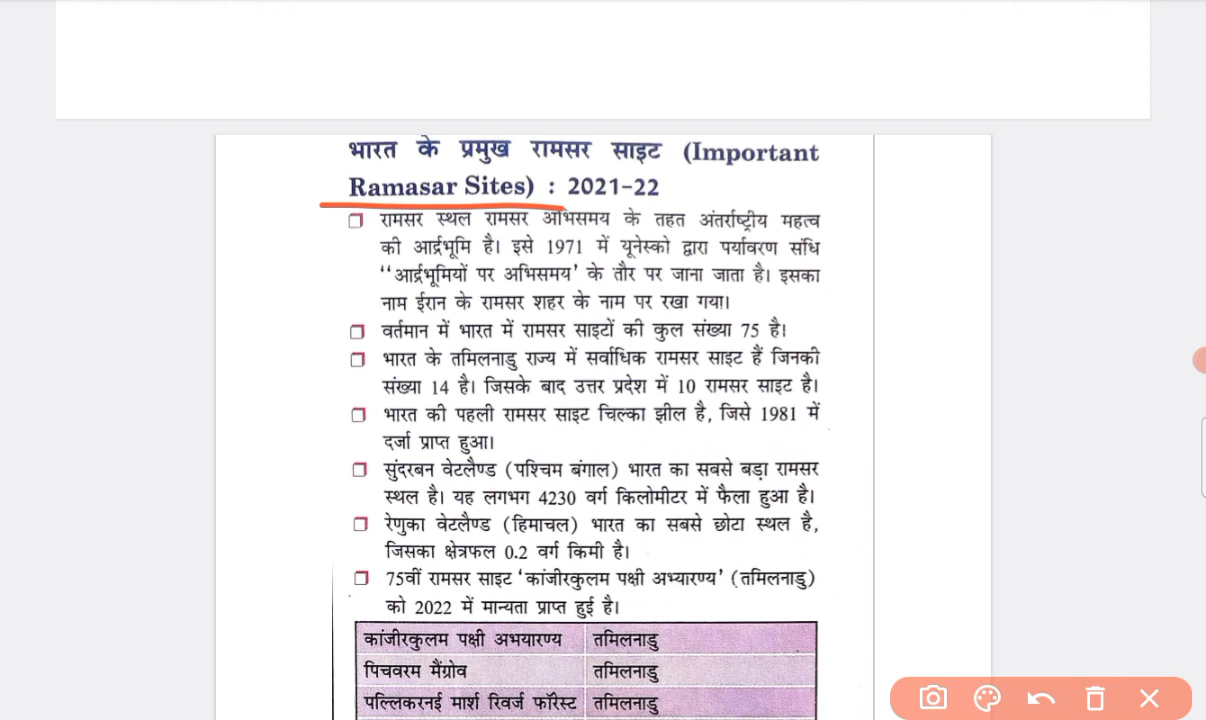 भारत के प्रमुख रामसर साइट (Important
Ramasar Sites) : 2021-22
रामसर स्थल रामसर अभिसमय के तहत अंतर्राष्ट्रीय महत्व
की आर्द्रभूमि है। इसे 1971 में यूनेस्को द्वारा पर्यावरण संधि
‘‘आर्द्रभूमियों पर अभिसमय’ के तौर पर जाना जाता है। इसका
नाम ईरान के रामसर शहर के नाम पर रखा गया।
वर्तमान में भारत में रामसर साइटों की कुल संख्या 75 है।
भारत के तमिलनाडु राज्य में सर्वाधिक रामसर साइट हैं जिनकी
संख्या 14 है। जिसके बाद उत्तर प्रदेश में 10 रामसर साइट है।
भारत की पहली रामसर साइट चिल्का झील है, जिसे 1981 में
दर्जा प्राप्त हुआ।
सुंदरबन वेटलैण्ड (पश्चिम बंगाल) भारत का सबसे बड़ा रामसर
स्थल है। यह लगभग 4230 वर्ग किलोमीटर में फैला हुआ है।
रेणुका वेटलैण्ड (हिमाचल) भारत का सबसे छोटा स्थल है,
जिसका क्षेत्रफल 0.2 वर्ग किमी है।
75वीं रामसर साइट ‘कांजीरकुलम पक्षी अभ्यारण्य’ (तमिलनाडु)
को 2022 में मान्यता प्राप्त हुई है।
कांजीरकुलम पक्षी अभयारण्य तमिलनाडु
पिचवरम मैंग्रोव तमिलनाडु
पल्लिकरनई मार्श रिवर्ज फॉरेस्ट तमिलनाडु